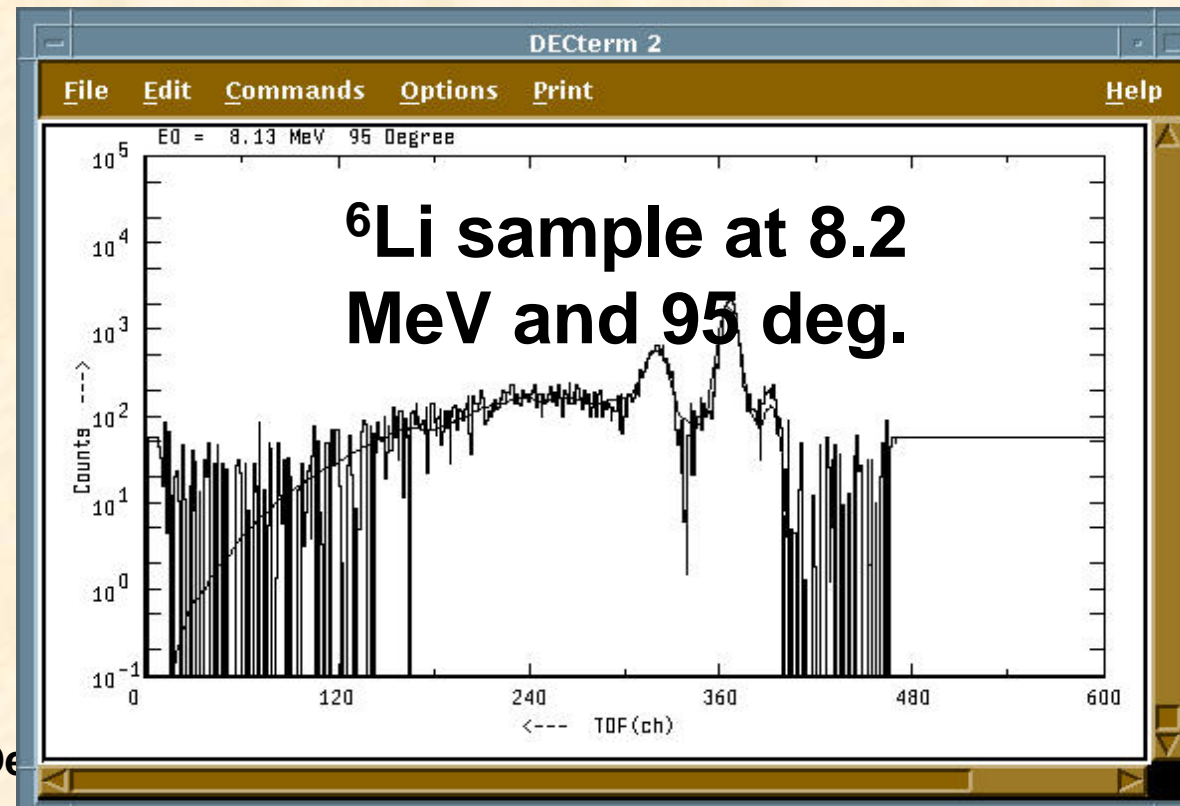 DECterm 2
File Edit Commands Options Print Help
E0 = 8.13 MeV 95 Degree
⁶Li sample at 8.2
MeV and 95 deg.
10⁵
10⁴
10³
10²
10¹
10⁰
10⁻¹
Counts --->
0 120 240 360 480 600
<--- TOF(ch)